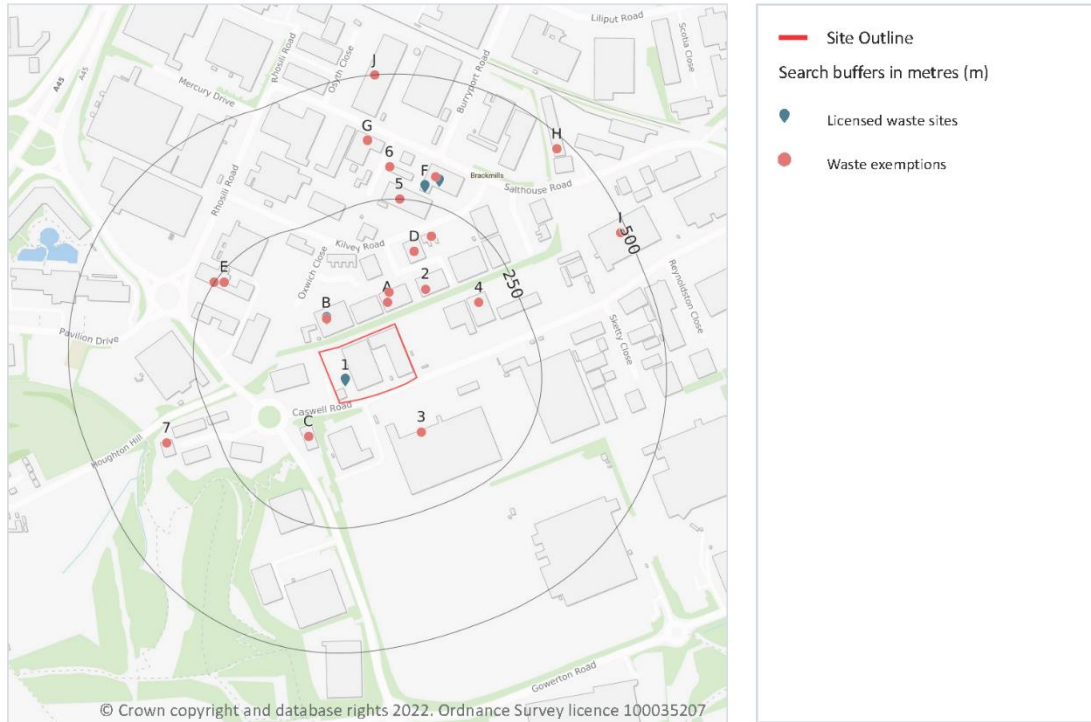 Liliput Road
Scotia Close
J
Osyth Close
Rhosili Road
Burryport Road
A45
A45
Mercury Drive
G
H
6
F
Brackmills
5
Salthouse Road
Rhosili Road
I
500
D
Kilvey Road
E
Oxwich Close
250
2
A
4
B
Reynoldston Close
Pavilion Drive
Sketty Close
1
Caswell Road
3
C
7
Houghton Hill
Gowerton Road
© Crown copyright and database rights 2022. Ordnance Survey licence 100035207
Site Outline
Search buffers in metres (m)
Licensed waste sites
Waste exemptions